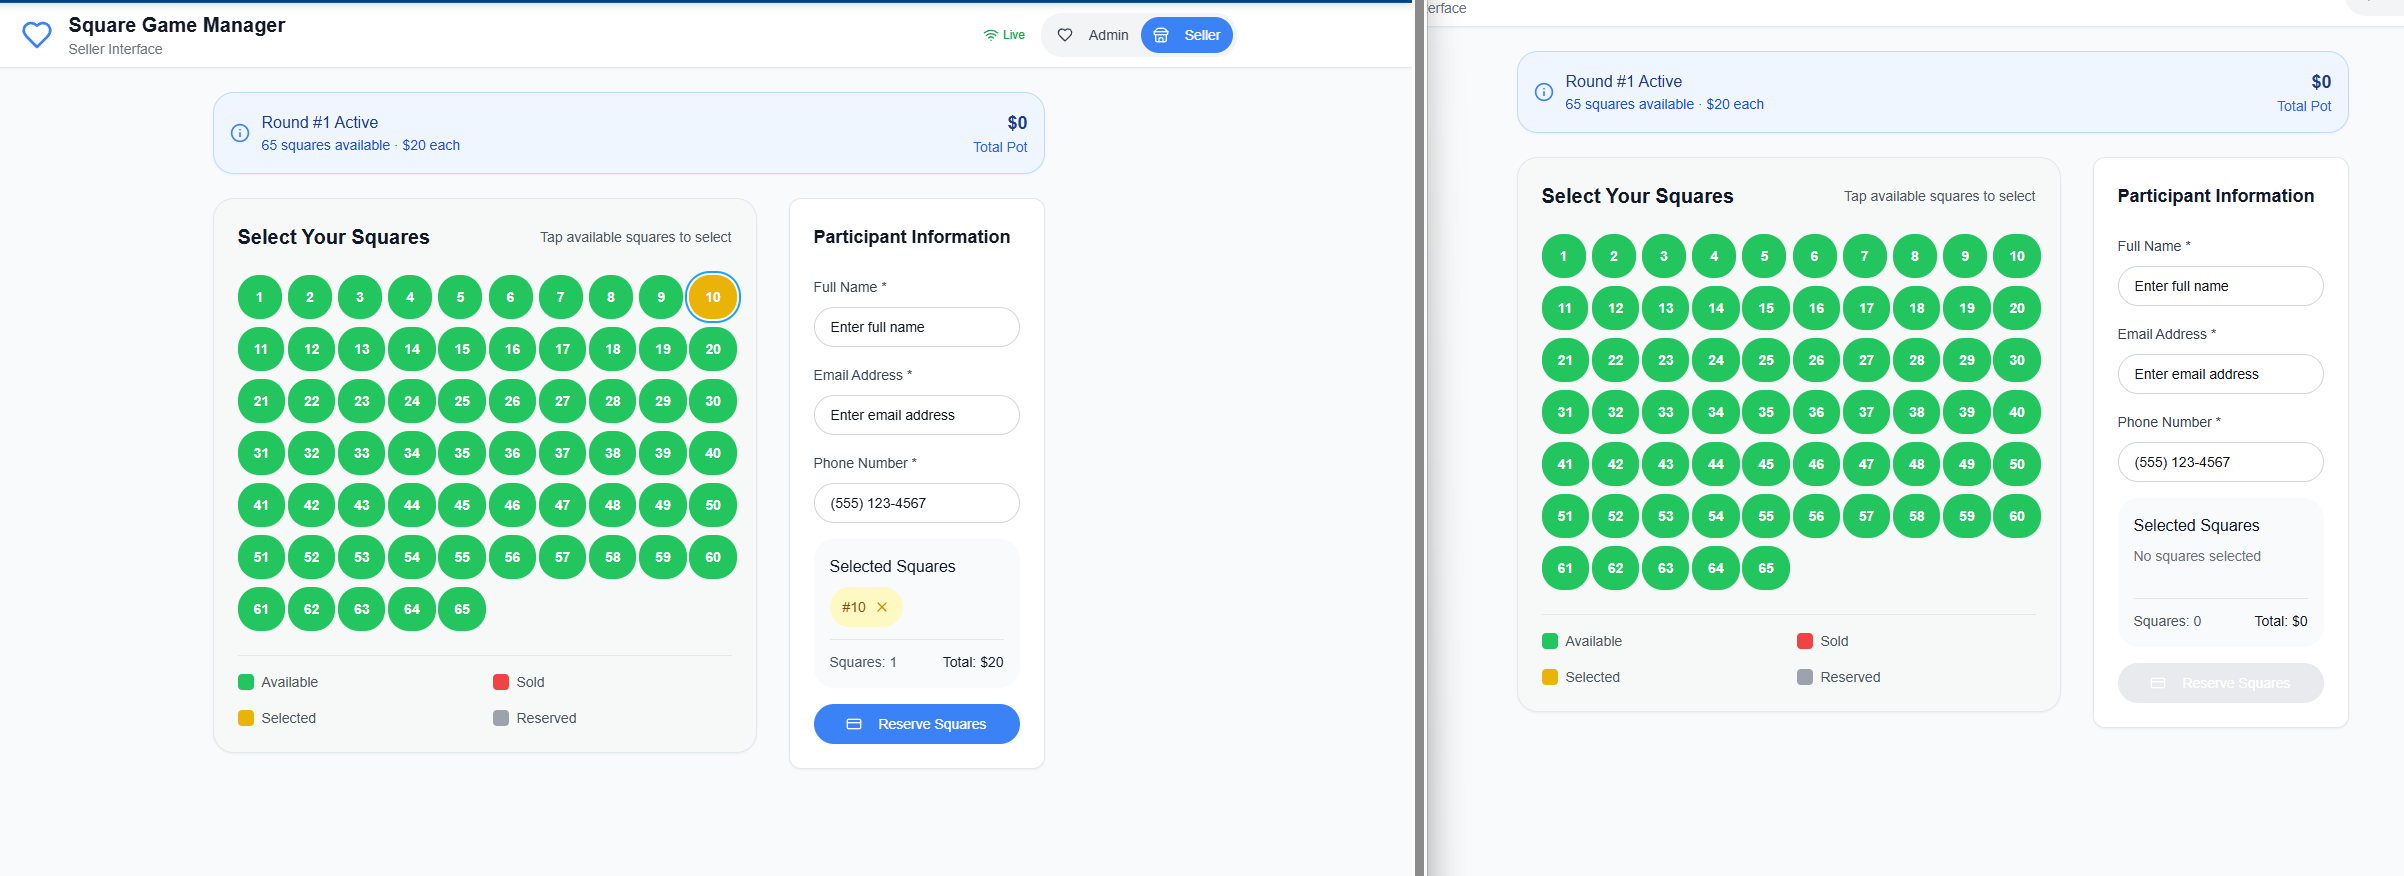 Square Game Manager
Seller Interface
Live
Admin
Seller
Round #1 Active
65 squares available · $20 each
$0
Total Pot
Select Your Squares
Tap available squares to select
1 2 3 4 5 6 7 8 9 10
11 12 13 14 15 16 17 18 19 20
21 22 23 24 25 26 27 28 29 30
31 32 33 34 35 36 37 38 39 40
41 42 43 44 45 46 47 48 49 50
51 52 53 54 55 56 57 58 59 60
61 62 63 64 65
Available
Sold
Selected
Reserved
Participant Information
Full Name *
Enter full name
Email Address *
Enter email address
Phone Number *
(555) 123-4567
Selected Squares
#10
Squares: 1
Total: $20
Reserve Squares
erface
Round #1 Active
65 squares available · $20 each
$0
Total Pot
Select Your Squares
Tap available squares to select
1 2 3 4 5 6 7 8 9 10
11 12 13 14 15 16 17 18 19 20
21 22 23 24 25 26 27 28 29 30
31 32 33 34 35 36 37 38 39 40
41 42 43 44 45 46 47 48 49 50
51 52 53 54 55 56 57 58 59 60
61 62 63 64 65
Available
Sold
Selected
Reserved
Participant Information
Full Name *
Enter full name
Email Address *
Enter email address
Phone Number *
(555) 123-4567
Selected Squares
No squares selected
Squares: 0
Total: $0
Reserve Squares